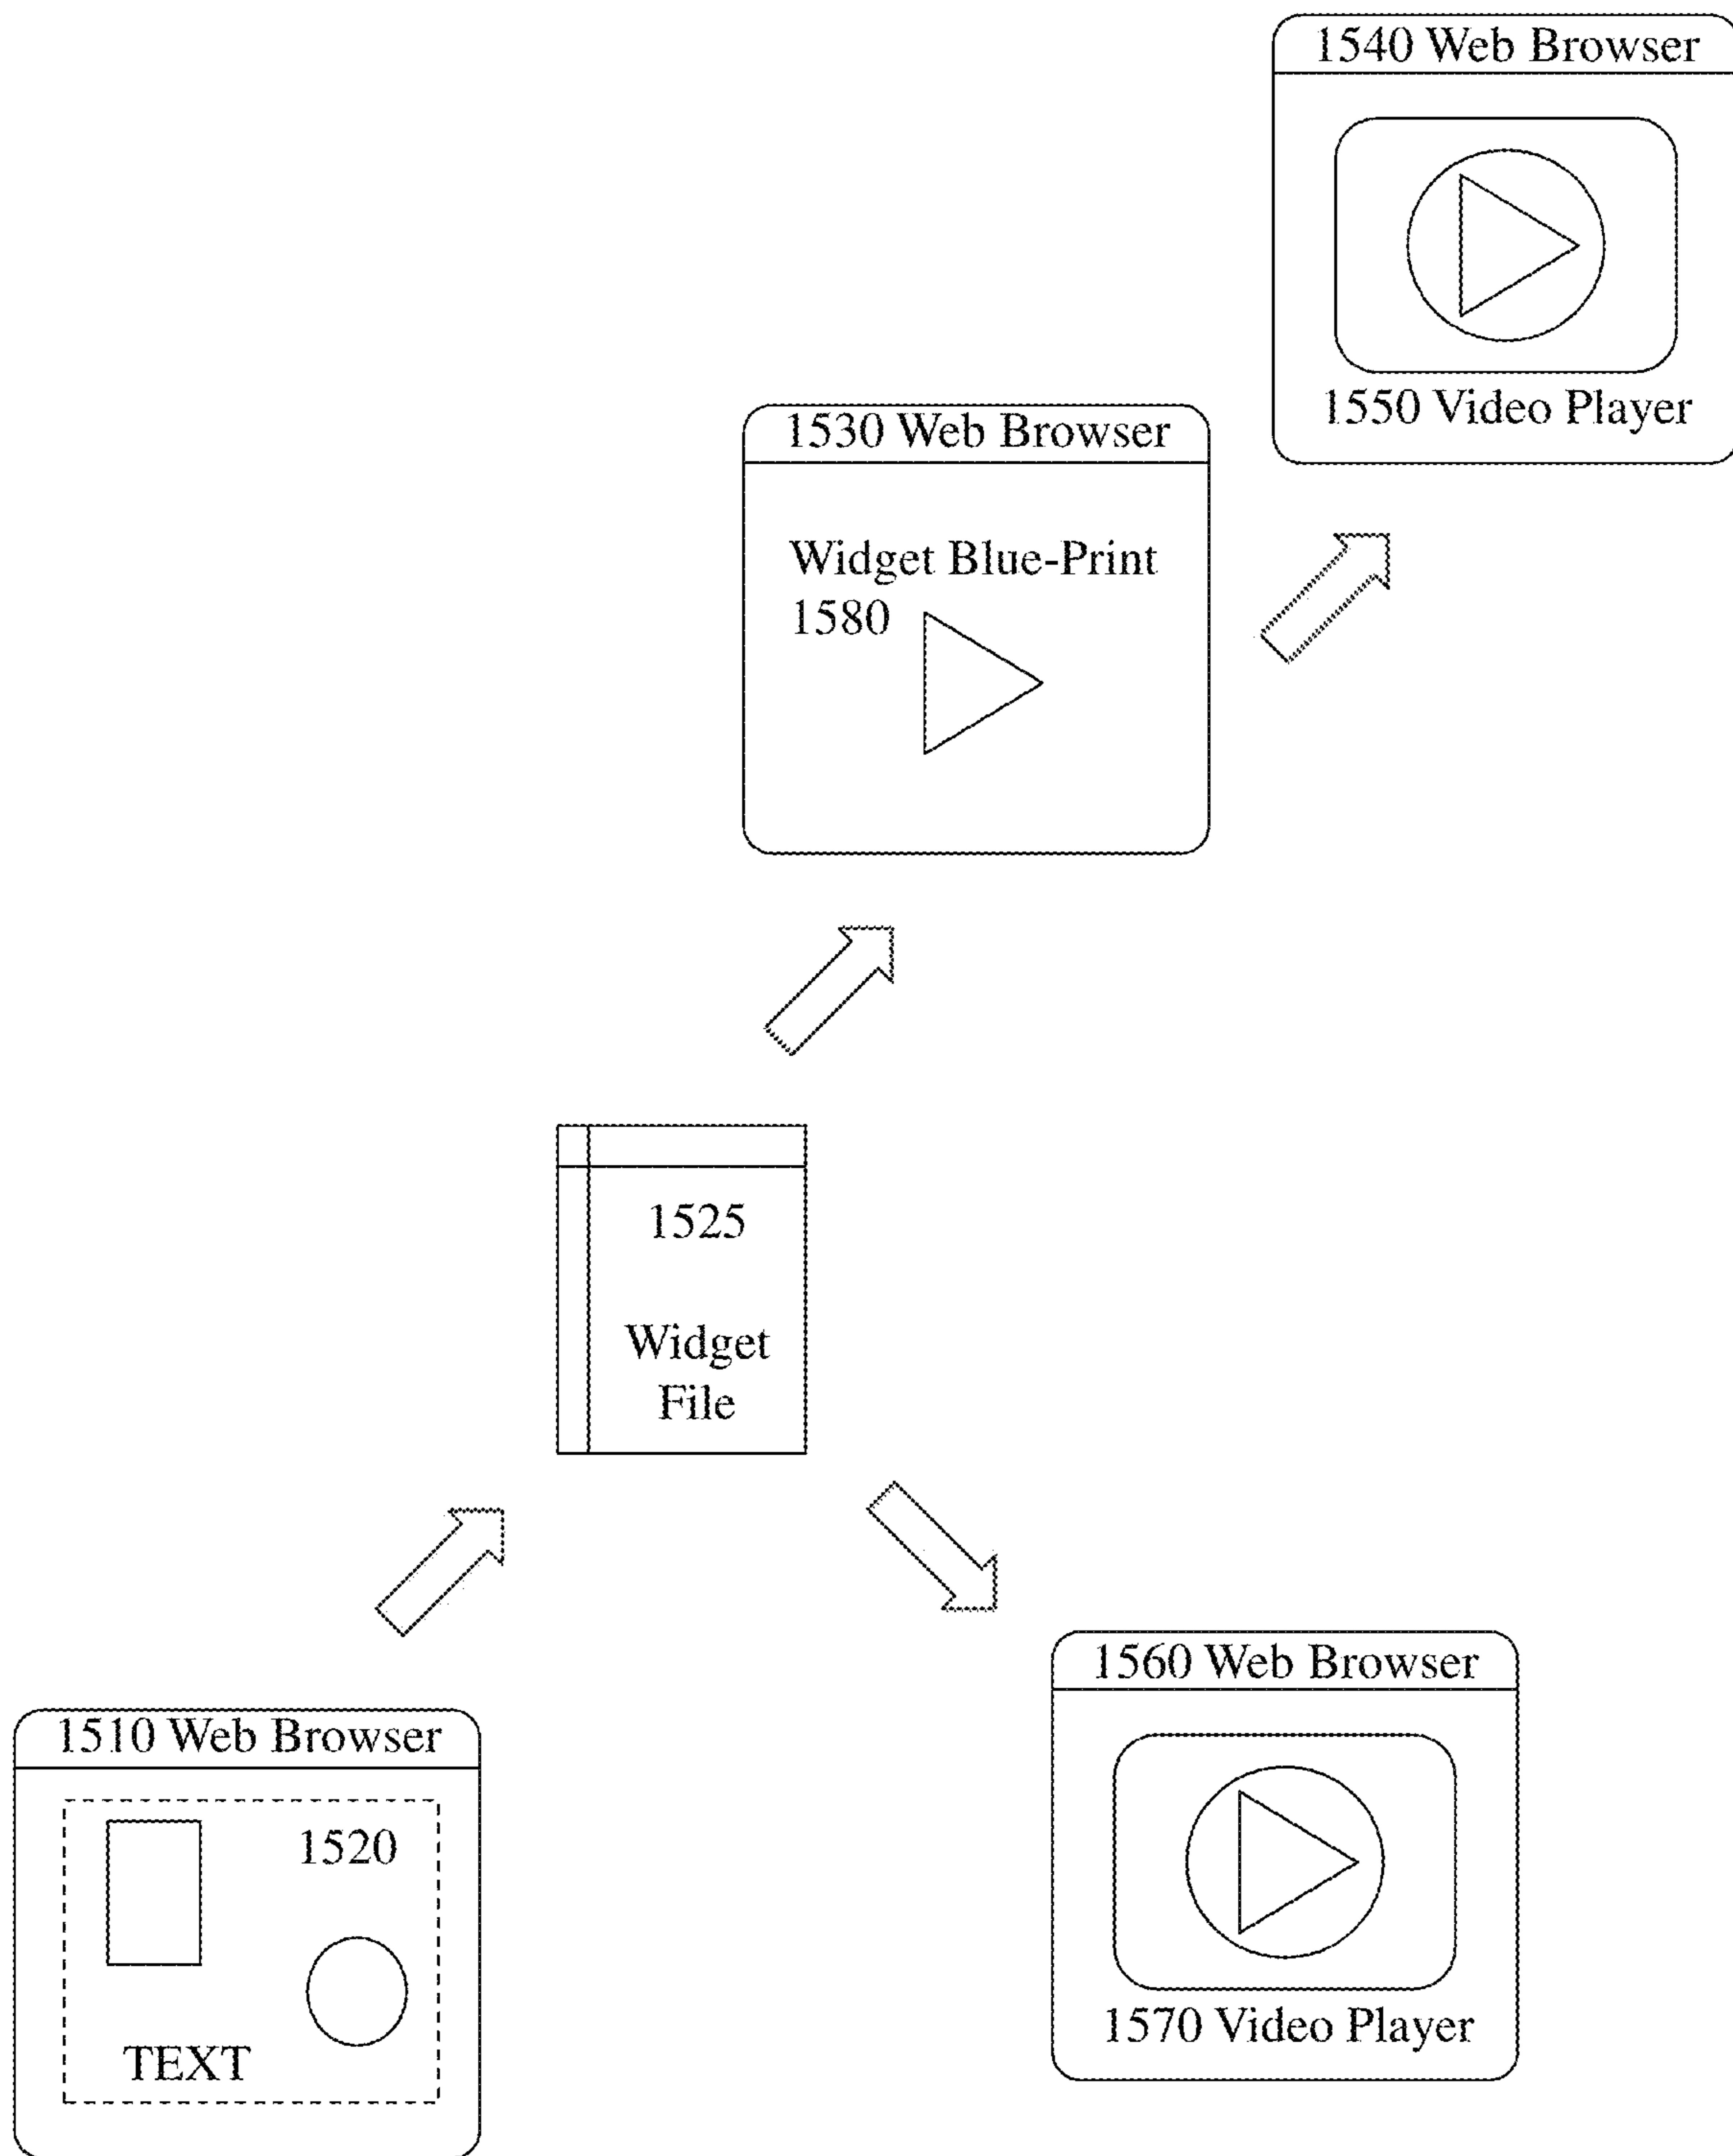 1540 Web Browser
1550 Video Player
1530 Web Browser
Widget Blue-Print
1580
1525
Widget
File
1560 Web Browser
1570 Video Player
1510 Web Browser
1520
TEXT